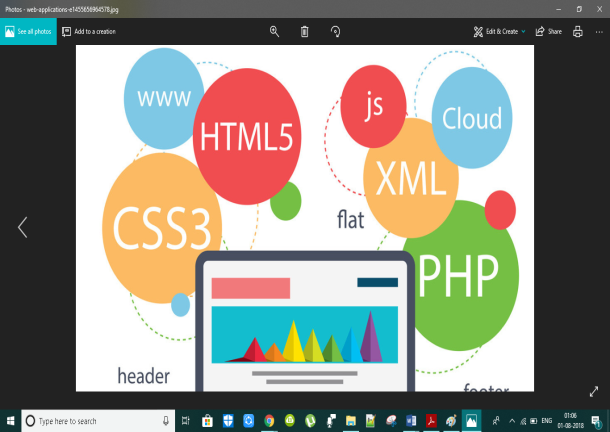 Photos - web-applications-e1455656964578.jpg
See all photos
Add to a creation
Edit & Create
Share
www
HTML5
js
Cloud
XML
CSS3
flat
PHP
header
footer
Type here to search
ENG
01:06
01-08-2018